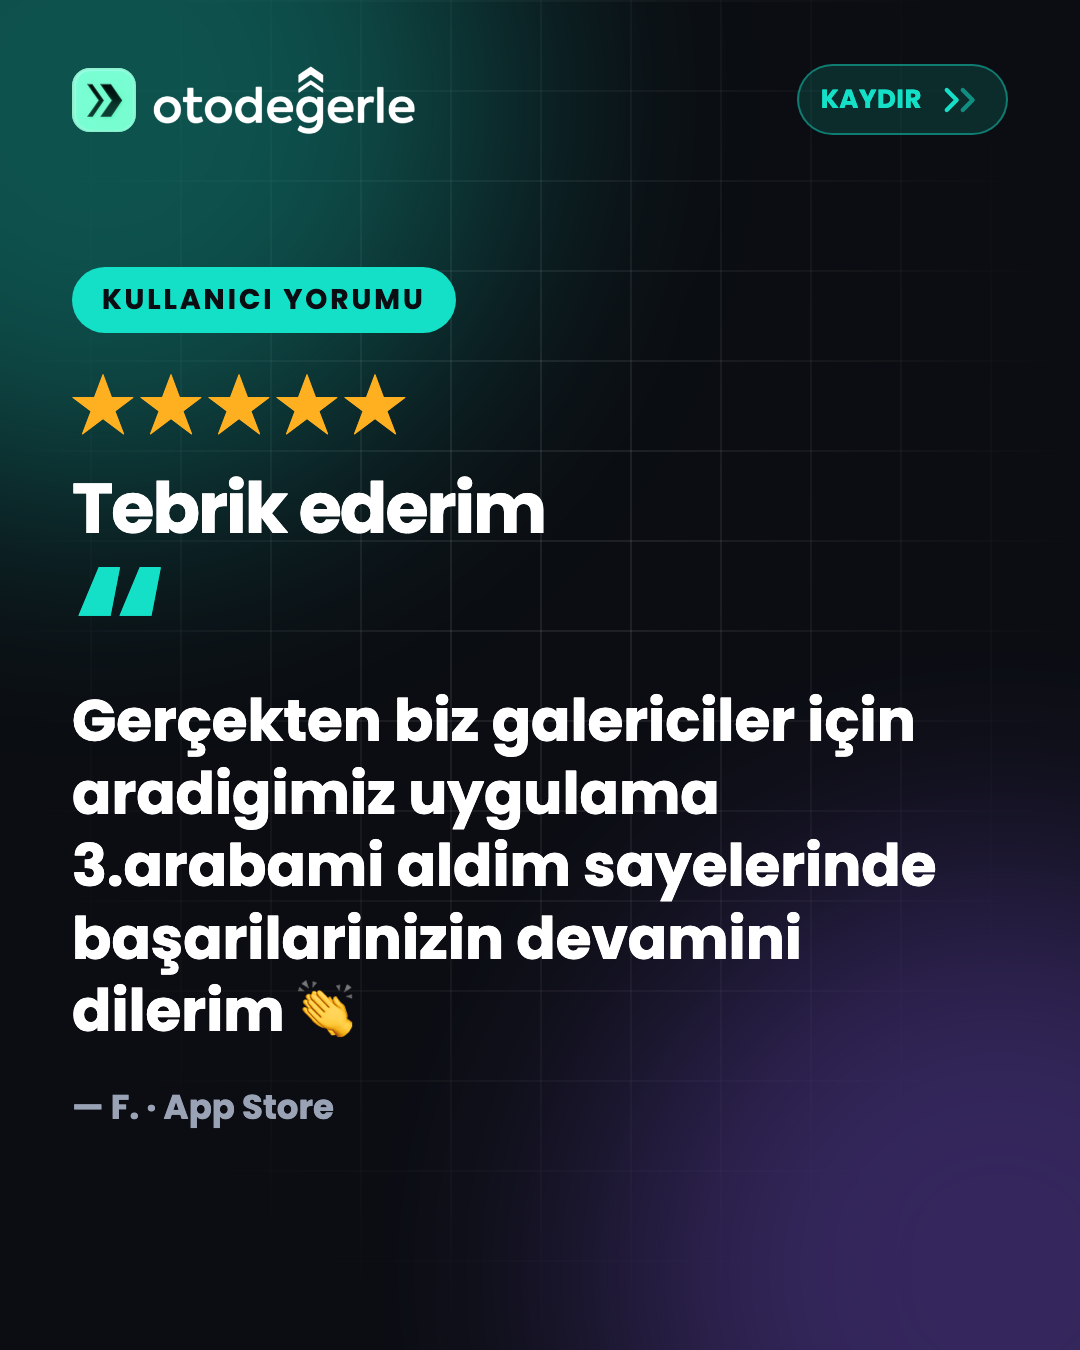 otodeğerle
KAYDIR
KULLANICI YORUMU
Tebrik ederim
“
Gerçekten biz galericiler için
aradigimiz uygulama
3.arabami aldim sayelerinde
başarilarinizin devamini
dilerim 👏
— F. · App Store